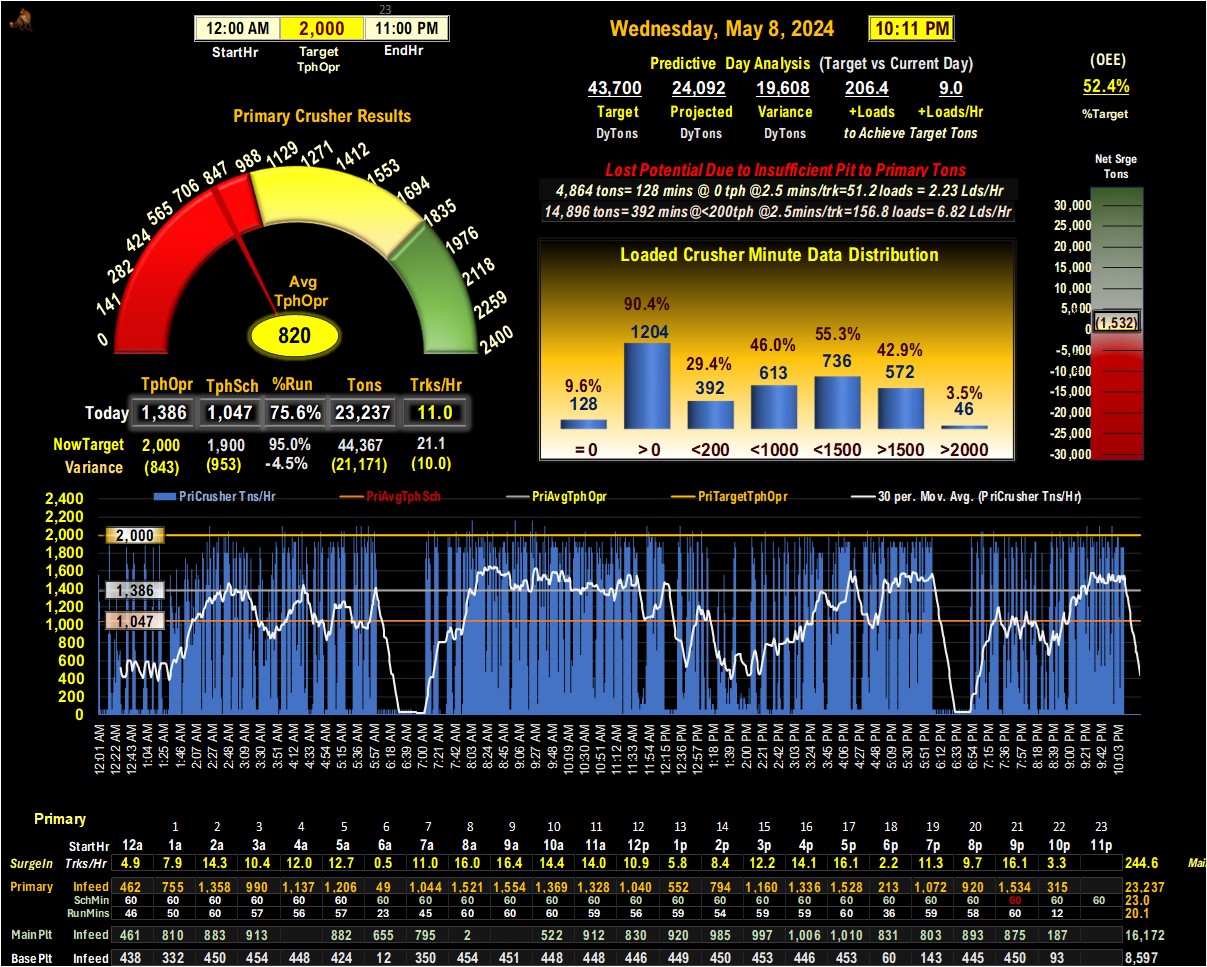 23
12:00 AM 2,000 11:00 PM
StartHr Target TphOpr EndHr
Wednesday, May 8, 2024 10:11 PM
Predictive Day Analysis (Target vs Current Day)
43,700 24,092 19,608 206.4 9.0
Target Projected Variance +Loads +Loads/Hr
DyTons DyTons DyTons to Achieve Target Tons
(OEE)
52.4%
%Target
Primary Crusher Results
0 141 282 424 565 706 847 988 1129 1271 1412 1553 1694 1835 1976 2118 2259 2400
Avg
TphOpr
820
TphOpr TphSch %Run Tons Trks/Hr
Today 1,386 1,047 75.6% 23,237 11.0
NowTarget 2,000 1,900 95.0% 44,367 21.1
Variance (843) (953) -4.5% (21,171) (10.0)
Lost Potential Due to Insufficient Pit to Primary Tons
4,864 tons= 128 mins @ 0 tph @2.5 mins/trk=51.2 loads = 2.23 Lds/Hr
14,896 tons= 392 mins@<200tph @2.5mins/trk=156.8 loads= 6.82 Lds/Hr
Loaded Crusher Minute Data Distribution
9.6% 90.4% 29.4% 46.0% 55.3% 42.9% 3.5%
128 1204 392 613 736 572 46
= 0 > 0 <200 <1000 <1500 >1500 >2000
Net Srge
Tons
30,000
25,000
20,000
15,000
10,000
5,000
0 (1,532)
-5,000
-10,000
-15,000
-20,000
-25,000
-30,000
PriCrusher Tns/Hr PriAvgTphSch PriAvgTphOpr PriTargetTphOpr 30 per. Mov. Avg. (PriCrusher Tns/Hr)
2,400
2,200
2,000 2,000
1,800
1,600
1,400 1,386
1,200
1,000 1,047
800
600
400
200
0
12:01 AM 12:22 AM 12:43 AM 1:04 AM 1:25 AM 1:46 AM 2:07 AM 2:27 AM 2:48 AM 3:09 AM 3:30 AM 3:51 AM 4:12 AM 4:33 AM 4:54 AM 5:15 AM 5:36 AM 5:57 AM 6:18 AM 6:39 AM 7:00 AM 7:21 AM 7:42 AM 8:03 AM 8:24 AM 8:45 AM 9:06 AM 9:27 AM 9:48 AM 10:09 AM 10:30 AM 10:51 AM 11:12 AM 11:33 AM 11:54 AM 12:15 PM 12:36 PM 12:57 PM 1:18 PM 1:39 PM 2:00 PM 2:21 PM 2:42 PM 3:03 PM 3:24 PM 3:45 PM 4:06 PM 4:27 PM 4:48 PM 5:09 PM 5:30 PM 5:51 PM 6:12 PM 6:33 PM 6:54 PM 7:15 PM 7:36 PM 7:57 PM 8:18 PM 8:39 PM 9:00 PM 9:21 PM 9:42 PM 10:03 PM
Primary
1 2 3 4 5 6 7 8 9 10 11 12 13 14 15 16 17 18 19 20 21 22 23
StartHr 12a 1a 2a 3a 4a 5a 6a 7a 8a 9a 10a 11a 12p 1p 2p 3p 4p 5p 6p 7p 8p 9p 10p 11p
SurgeIn Trks/Hr 4.9 7.9 14.3 10.4 12.0 12.7 0.5 11.0 16.0 16.4 14.4 14.0 10.9 5.8 8.4 12.2 14.1 16.1 2.2 11.3 9.7 16.1 3.3 244.6
Primary Infeed 462 755 1,358 990 1,137 1,206 49 1,044 1,521 1,554 1,369 1,328 1,040 552 794 1,160 1,336 1,528 213 1,072 920 1,534 315 23,237
SchMin 60 60 60 60 60 60 60 60 60 60 60 60 60 60 60 60 60 60 60 60 60 60 60 60 23.0
RunMins 46 50 60 57 56 57 23 45 60 60 60 59 56 59 54 59 59 60 36 59 58 60 12 20.1
MainPlt Infeed 461 810 883 913 882 655 795 2 522 912 830 920 985 997 1,006 1,010 831 803 893 875 187 16,172
BasePlt Infeed 438 332 450 454 448 424 12 350 454 451 448 448 446 449 450 453 446 453 60 143 445 450 93 8,597